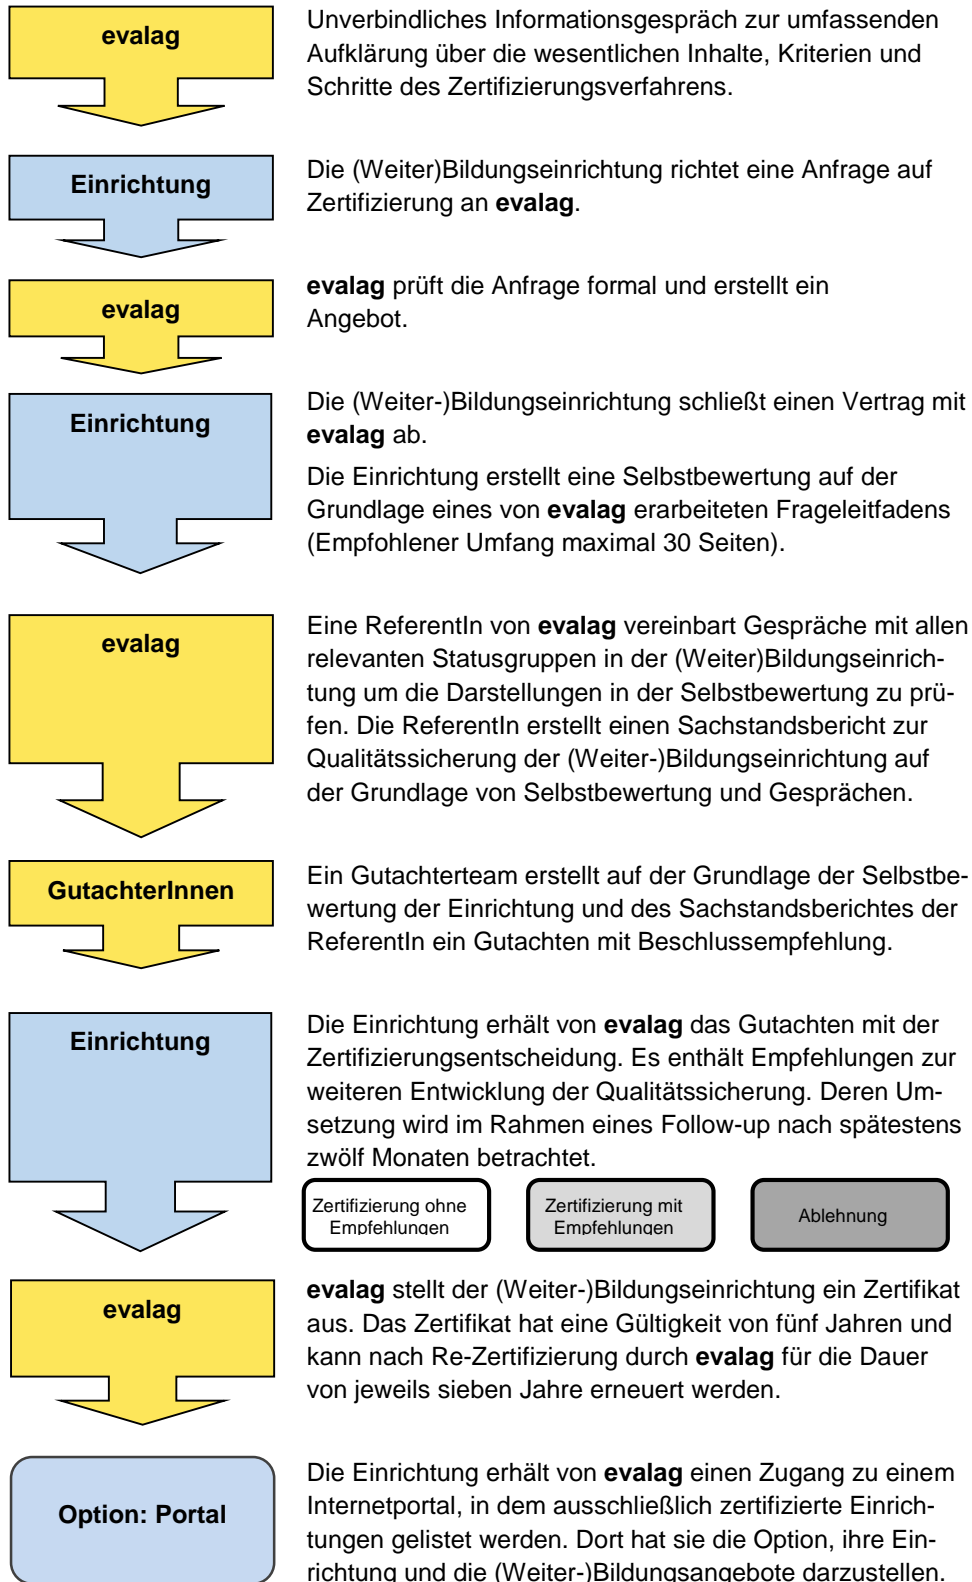 evalag
Unverbindliches Informationsgespräch zur umfassenden
Aufklärung über die wesentlichen Inhalte, Kriterien und
Schritte des Zertifizierungsverfahrens.
Einrichtung
Die (Weiter)Bildungseinrichtung richtet eine Anfrage auf
Zertifizierung an evalag.
evalag
evalag prüft die Anfrage formal und erstellt ein
Angebot.
Einrichtung
Die (Weiter-)Bildungseinrichtung schließt einen Vertrag mit
evalag ab.
Die Einrichtung erstellt eine Selbstbewertung auf der
Grundlage eines von evalag erarbeiteten Frageleitfadens
(Empfohlener Umfang maximal 30 Seiten).
evalag
Eine ReferentIn von evalag vereinbart Gespräche mit allen
relevanten Statusgruppen in der (Weiter)Bildungseinrich-
tung um die Darstellungen in der Selbstbewertung zu prü-
fen. Die ReferentIn erstellt einen Sachstandsbericht zur
Qualitätssicherung der (Weiter-)Bildungseinrichtung auf
der Grundlage von Selbstbewertung und Gesprächen.
GutachterInnen
Ein Gutachterteam erstellt auf der Grundlage der Selbstbe-
wertung der Einrichtung und des Sachstandsberichtes der
ReferentIn ein Gutachten mit Beschlussempfehlung.
Einrichtung
Die Einrichtung erhält von evalag das Gutachten mit der
Zertifizierungsentscheidung. Es enthält Empfehlungen zur
weiteren Entwicklung der Qualitätssicherung. Deren Um-
setzung wird im Rahmen eines Follow-up nach spätestens
zwölf Monaten betrachtet.
Zertifizierung ohne
Empfehlungen
Zertifizierung mit
Empfehlungen
Ablehnung
evalag
evalag stellt der (Weiter-)Bildungseinrichtung ein Zertifikat
aus. Das Zertifikat hat eine Gültigkeit von fünf Jahren und
kann nach Re-Zertifizierung durch evalag für die Dauer
von jeweils sieben Jahre erneuert werden.
Option: Portal
Die Einrichtung erhält von evalag einen Zugang zu einem
Internetportal, in dem ausschließlich zertifizierte Einrich-
tungen gelistet werden. Dort hat sie die Option, ihre Ein-
richtung und die (Weiter-)Bildungsangebote darzustellen.